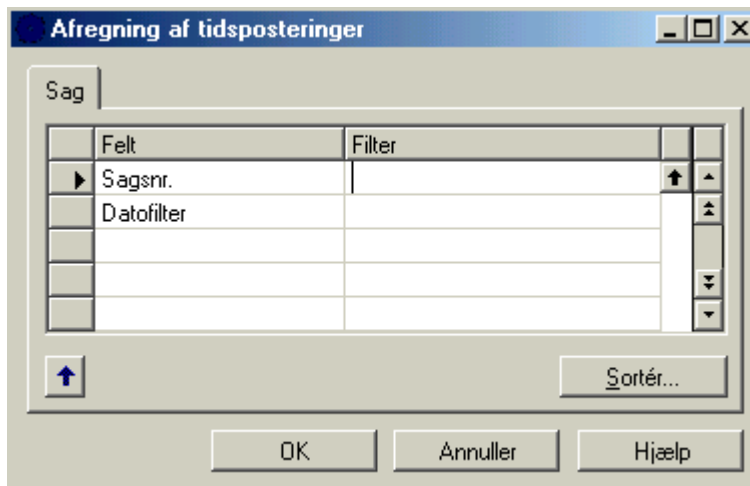 Afregning af tidsposteringer
Sag
Felt Filter
Sagsnr.
Datofilter
Sortér...
OK Annuller Hjælp